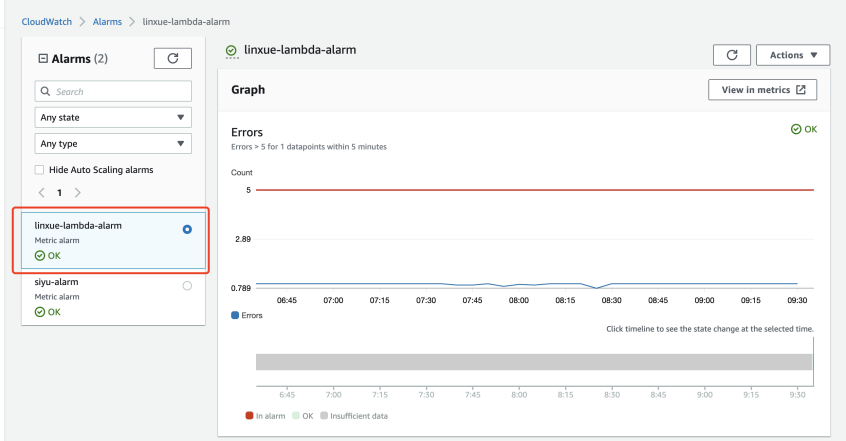 CloudWatch > Alarms > linxue-lambda-alarm
Alarms (2)
Search
Any state
Any type
Hide Auto Scaling alarms
< 1 >
linxue-lambda-alarm
Metric alarm
OK
siyu-alarm
Metric alarm
OK
linxue-lambda-alarm
Actions
Graph
View in metrics
Errors
OK
Errors > 5 for 1 datapoints within 5 minutes
Count
5
2.89
0.789
06:45 07:00 07:15 07:30 07:45 08:00 08:15 08:30 08:45 09:00 09:15 09:30
Errors
Click timeline to see the state change at the selected time.
6:45 7:00 7:15 7:30 7:45 8:00 8:15 8:30 8:45 9:00 9:15 9:30
In alarm OK Insufficient data